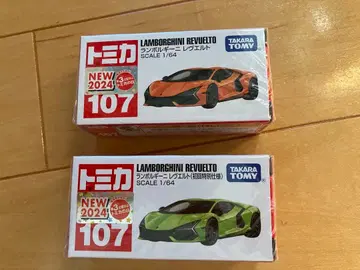 トミカ
LAMBORGHINI REVUELTO
ランボルギーニ レヴエルト
SCALE 1/64
TAKARA
TOMY
NEW
2024
107
トミカ
LAMBORGHINI REVUELTO
ランボルギーニ レヴエルト(初回特別仕様)
SCALE 1/64
TAKARA
TOMY
NEW
2024
107